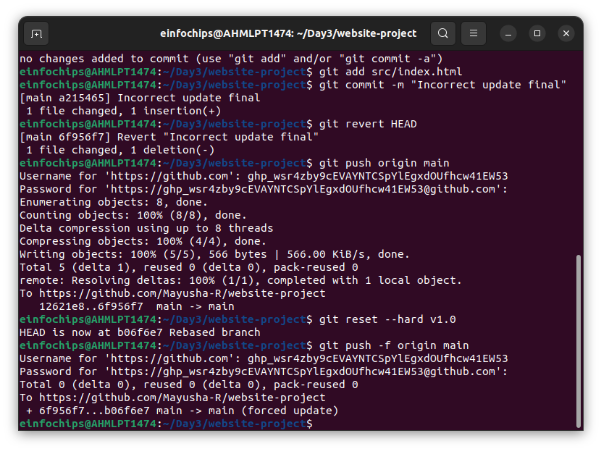 einfochips@AHMLPT1474: ~/Day3/website-project
no changes added to commit (use "git add" and/or "git commit -a")
einfochips@AHMLPT1474:~/Day3/website-project$ git add src/index.html
einfochips@AHMLPT1474:~/Day3/website-project$ git commit -m "Incorrect update final"
[main a215465] Incorrect update final
 1 file changed, 1 insertion(+)
einfochips@AHMLPT1474:~/Day3/website-project$ git revert HEAD
[main 6f956f7] Revert "Incorrect update final"
 1 file changed, 1 deletion(-)
einfochips@AHMLPT1474:~/Day3/website-project$ git push origin main
Username for 'https://github.com': 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
Password for 'https://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@github.com':
Enumerating objects: 8, done.
Counting objects: 100% (8/8), done.
Delta compression using up to 8 threads
Compressing objects: 100% (4/4), done.
Writing objects: 100% (5/5), 566 bytes | 566.00 KiB/s, done.
Total 5 (delta 1), reused 0 (delta 0), pack-reused 0
remote: Resolving deltas: 100% (1/1), completed with 1 local object.
To https://github.com/Mayusha-R/website-project
   12621e8..6f956f7  main -> main
einfochips@AHMLPT1474:~/Day3/website-project$ git reset --hard v1.0
HEAD is now at b06f6e7 Rebased branch
einfochips@AHMLPT1474:~/Day3/website-project$ git push -f origin main
Username for 'https://github.com': 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
Password for 'https://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@github.com':
Total 0 (delta 0), reused 0 (delta 0), pack-reused 0
To https://github.com/Mayusha-R/website-project
 + 6f956f7...b06f6e7 main -> main (forced update)
einfochips@AHMLPT1474:~/Day3/website-project$